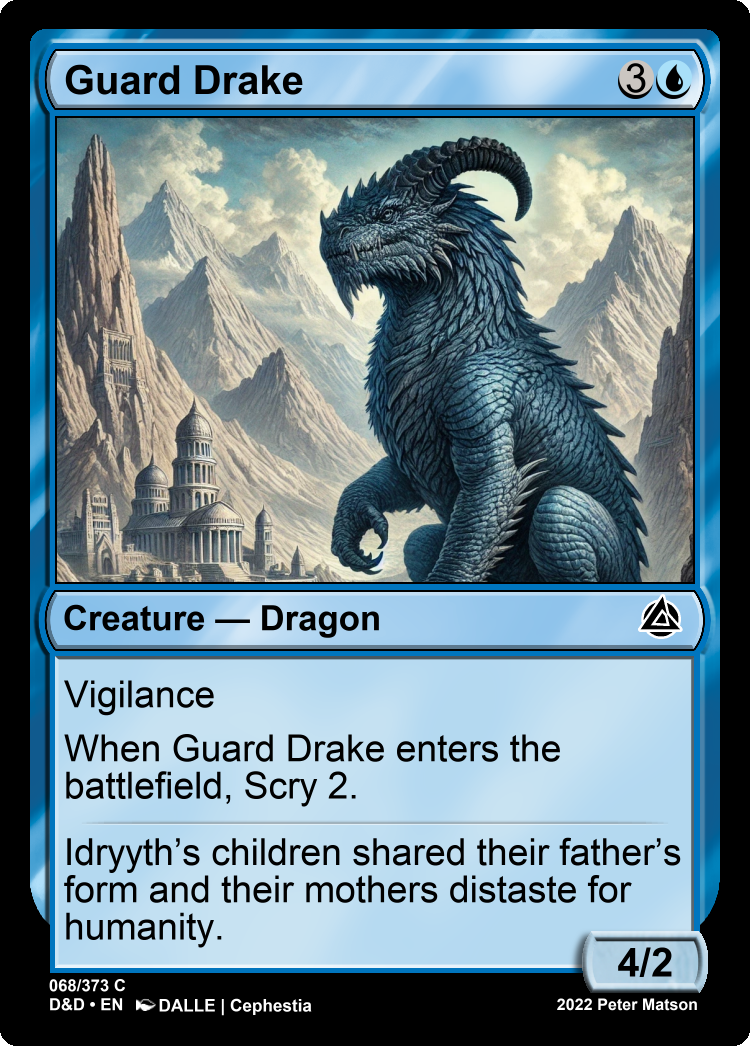 Guard Drake 3
Creature — Dragon
Vigilance
When Guard Drake enters the
battlefield, Scry 2.
Idryyth's children shared their father's
form and their mothers distaste for
humanity.
4/2
068/373 C
D&D • EN DALLE | Cephestia
2022 Peter Matson